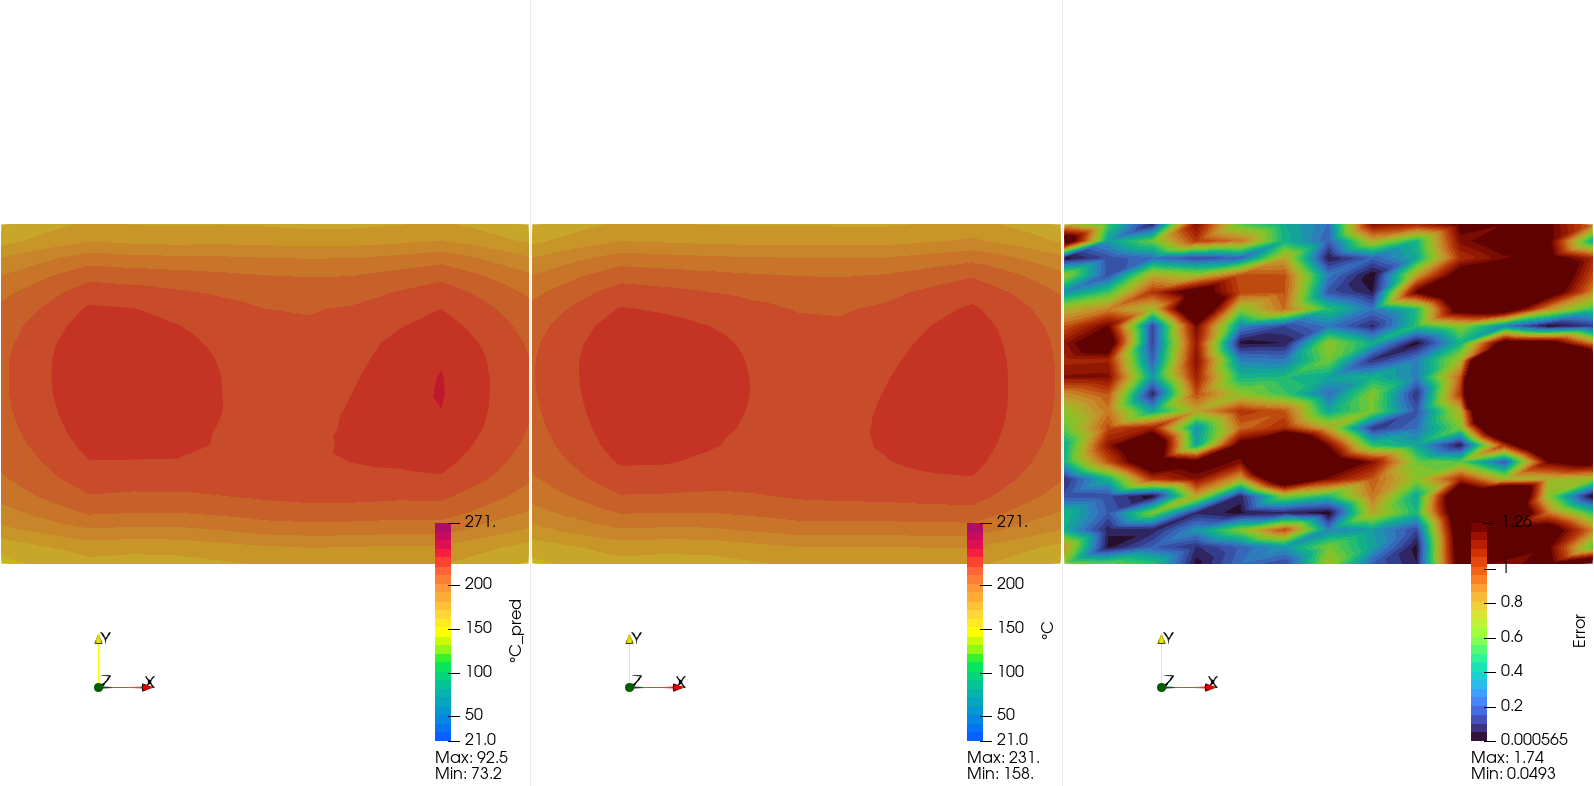 271.
200
150
100
50
21.0
°C_pred
Max: 92.5
Min: 73.2
Y
Z
X
271.
200
150
100
50
21.0
°C
Max: 231.
Min: 158.
Y
Z
X
1.26
1
0.8
0.6
0.4
0.2
0.000565
Error
Max: 1.74
Min: 0.0493
Y
Z
X